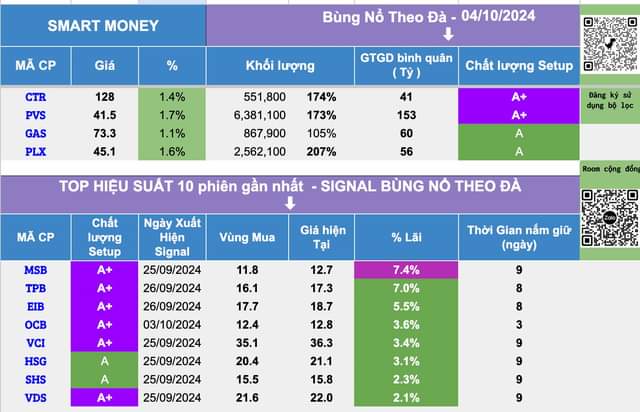 SMART MONEY Bùng Nổ Theo Đà - 04/10/2024
MÃ CP Giá % Khối lượng GTGD bình quân ( Tỷ ) Chất lượng Setup
CTR 128 1.4% 551,800 174% 41 A+
PVS 41.5 1.7% 6,381,100 173% 153 A+
GAS 73.3 1.1% 867,900 105% 60 A
PLX 45.1 1.6% 2,562,100 207% 56 A
Đăng ký sử
dụng bộ lọc
Room cộng đồng
Zalo
TOP HIỆU SUẤT 10 phiên gần nhất - SIGNAL BÙNG NỔ THEO ĐÀ
MÃ CP Chất lượng Setup Ngày Xuất Hiện Signal Vùng Mua Giá hiện Tại % Lãi Thời Gian nắm giữ (ngày)
MSB A+ 25/09/2024 11.8 12.7 7.4% 9
TPB A+ 26/09/2024 16.1 17.3 7.0% 8
EIB A+ 26/09/2024 17.7 18.7 5.5% 8
OCB A+ 03/10/2024 12.4 12.8 3.6% 3
VCI A+ 25/09/2024 35.1 36.3 3.4% 9
HSG A 25/09/2024 20.4 21.1 3.1% 9
SHS A 25/09/2024 15.5 15.8 2.3% 9
VDS A+ 25/09/2024 21.6 22.0 2.1% 9